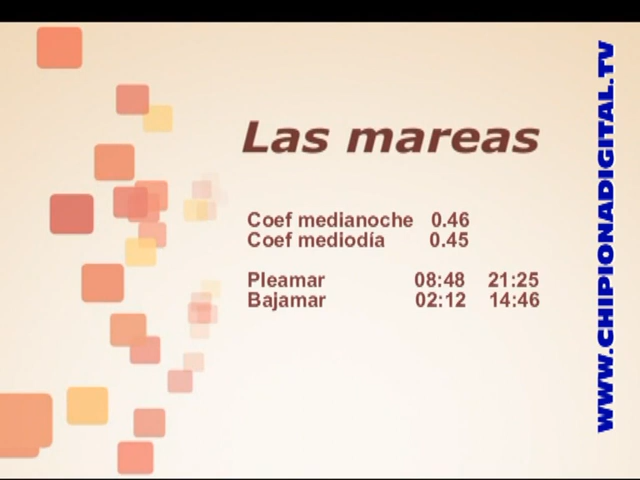 Las mareas
Coef medianoche 0.46
Coef mediodía 0.45
Pleamar 08:48 21:25
Bajamar 02:12 14:46
WWW.CHIPIONADIGITAL.TV